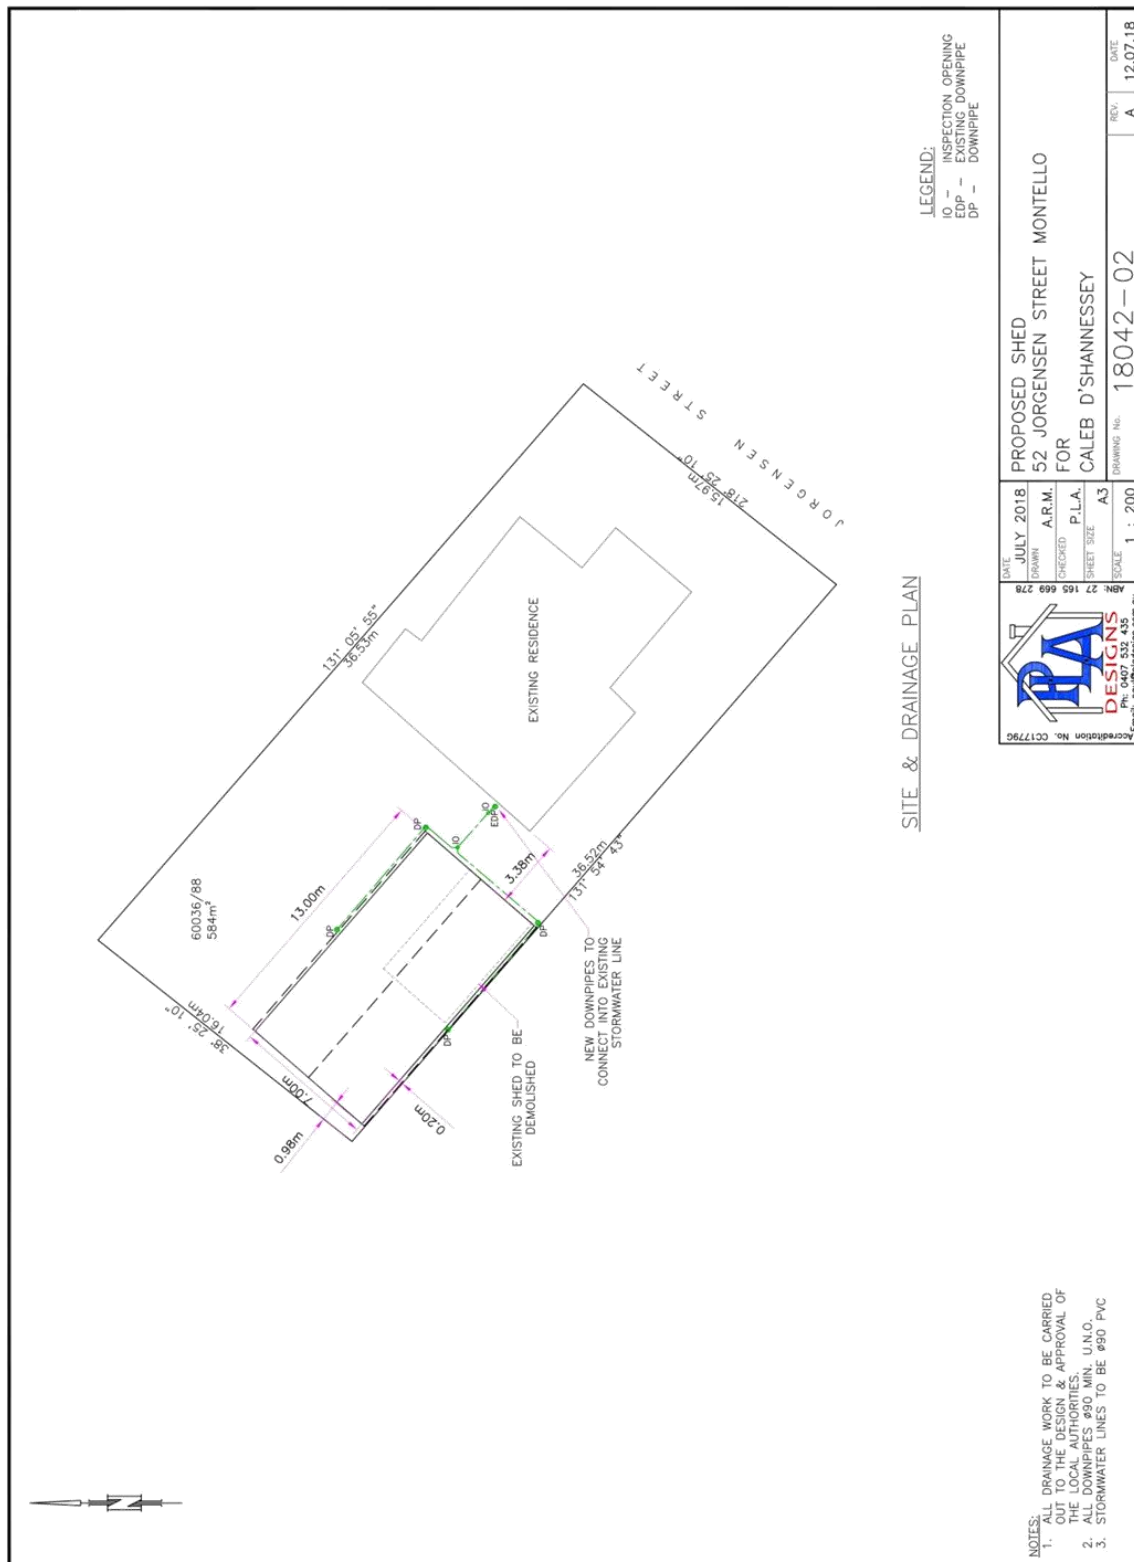 LEGEND:
IO - INSPECTION OPENING
EDP - EXISTING DOWNPIPE
DP - DOWNPIPE
JORGENSEN STREET
131° 05' 55"
36.53m
218° 25' 10"
15.97m
EXISTING RESIDENCE
60036/88
584m²
13.00m
DP
DP
IO
IO
EDP
3.38m
36.52m
131° 54' 43"
DP
DP
38° 25' 10"
16.04m
7.00m
0.98m
0.20m
NEW DOWNPIPES TO
CONNECT INTO EXISTING
STORMWATER LINE
EXISTING SHED TO BE
DEMOLISHED
SITE & DRAINAGE PLAN
NOTES:
1. ALL DRAINAGE WORK TO BE CARRIED
OUT TO THE DESIGN & APPROVAL OF
THE LOCAL AUTHORITIES.
2. ALL DOWNPIPES ø90 MIN. U.N.O.
3. STORMWATER LINES TO BE ø90 PVC
Accreditation No. CC1779G
PLA
DESIGNS
Ph: 0407 532 435
ABN: 27 165 669 278
DATE
JULY 2018
DRAWN
A.R.M.
CHECKED
P.L.A.
SHEET SIZE
A3
SCALE
1 : 200
PROPOSED SHED
52 JORGENSEN STREET MONTELLO
FOR
CALEB D'SHANNESSEY
DRAWING No.
18042-02
REV.
A
DATE
12.07.18
N